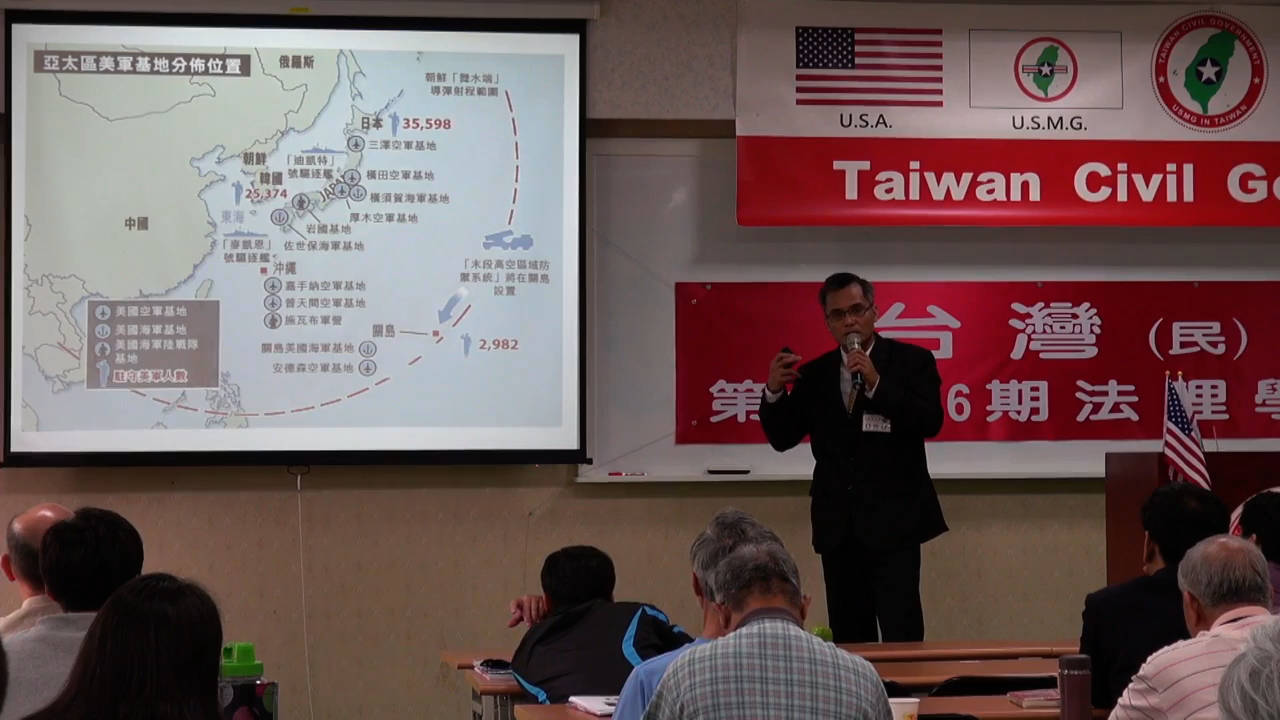 亞太區美軍基地分佈位置
俄羅斯
朝鮮「舞水端」
導彈射程範圍
日本
35,598
三澤空軍基地
朝鮮
韓國
25,374
「迪凱特」
號驅逐艦
JAPAN
橫田空軍基地
橫須賀海軍基地
厚木空軍基地
岩國基地
佐世保海軍基地
中國
東海
「麥凱恩」
號驅逐艦
沖繩
嘉手納空軍基地
普天間空軍基地
施瓦布軍營
「末段高空區域防
禦系統」將在關島
設置
關島
2,982
關島美國海軍基地
安德森空軍基地
美國空軍基地
美國海軍基地
美國海軍陸戰隊
基地
駐守美軍人數
U.S.A.
U.S.M.G.
TAIWAN CIVIL GOVERNMENT
USMG IN TAIWAN
Taiwan Civil Go
台灣(民)
第 6期法理學